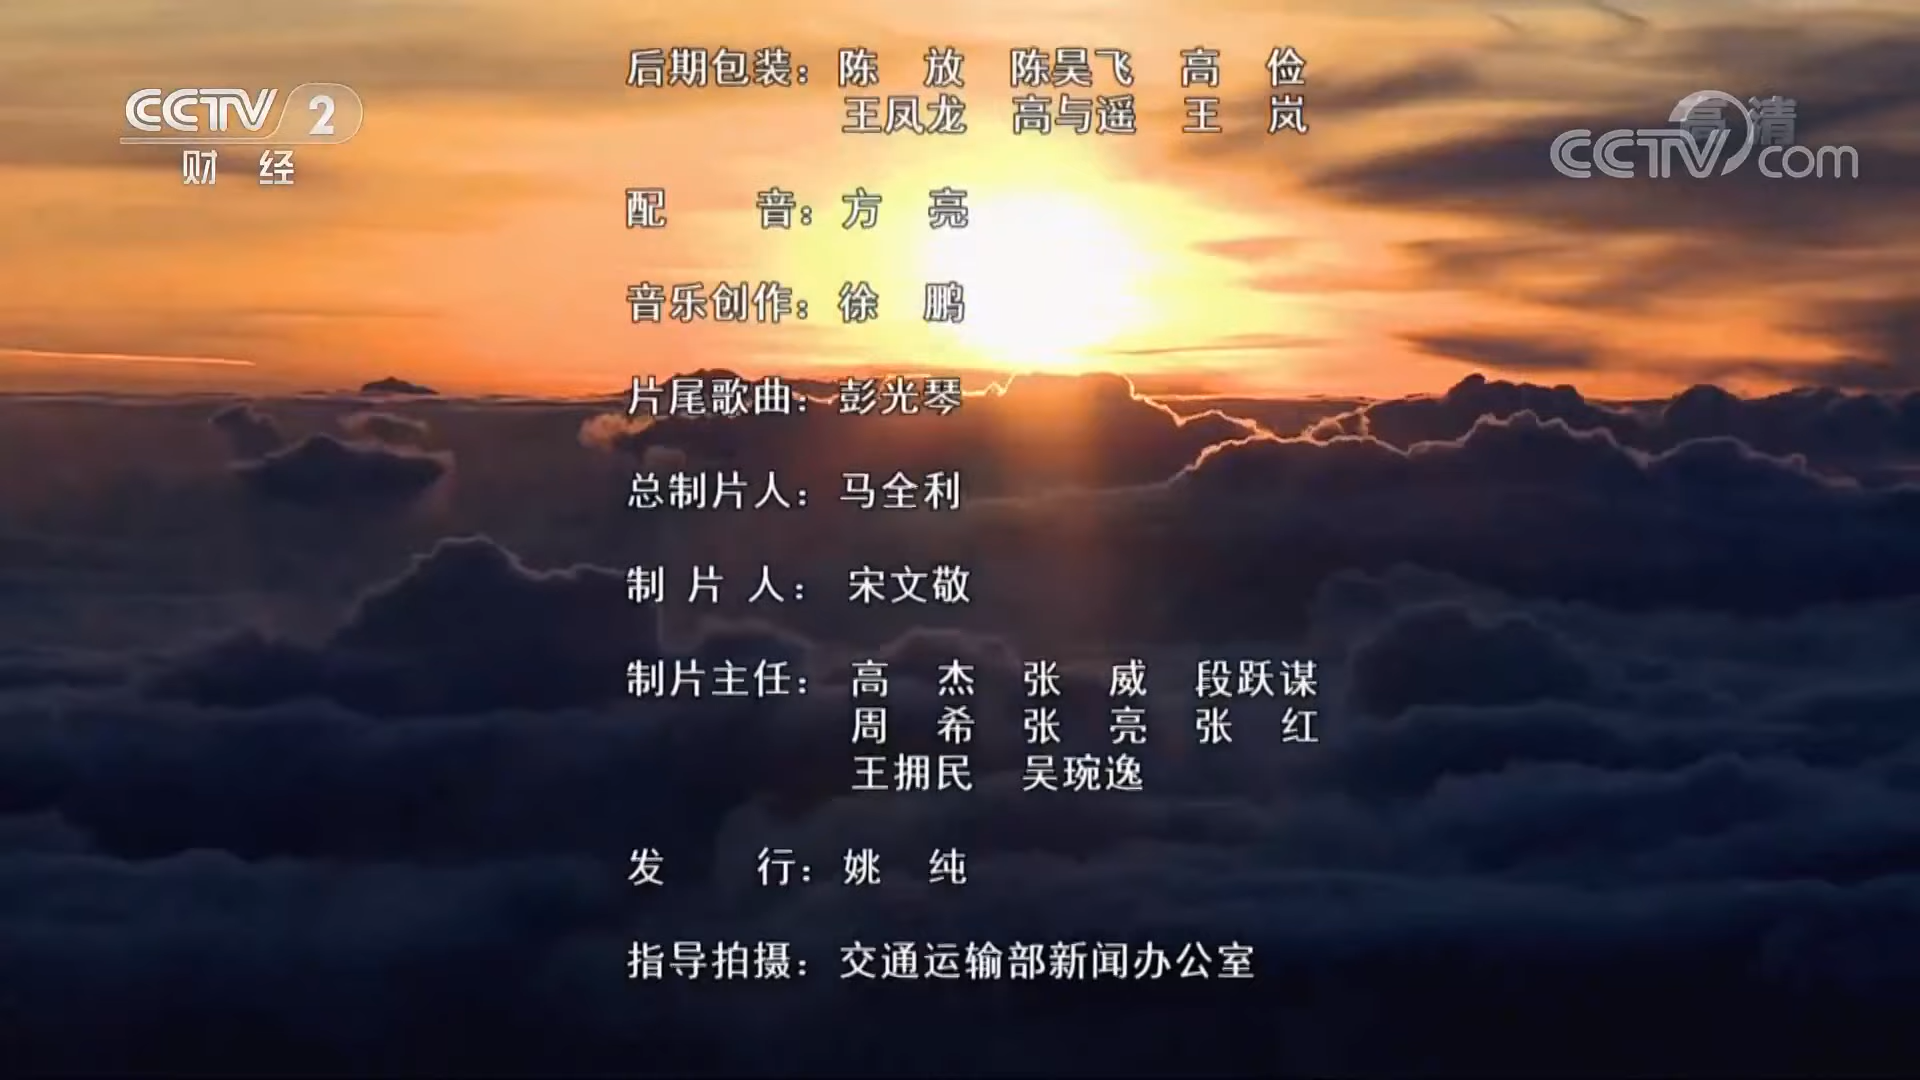 后期包装：陈 放 陈昊飞 高 俭
王凤龙 高与遥 王 岚
CCTV 2
财 经
高清
CCTV.com
配 音：方 亮
音乐创作：徐 鹏
片尾歌曲：彭光琴
总制片人：马全利
制 片 人：宋文敬
制片主任：高 杰 张 威 段跃谋
周 希 张 亮 张 红
王拥民 吴琬逸
发 行：姚 纯
指导拍摄：交通运输部新闻办公室